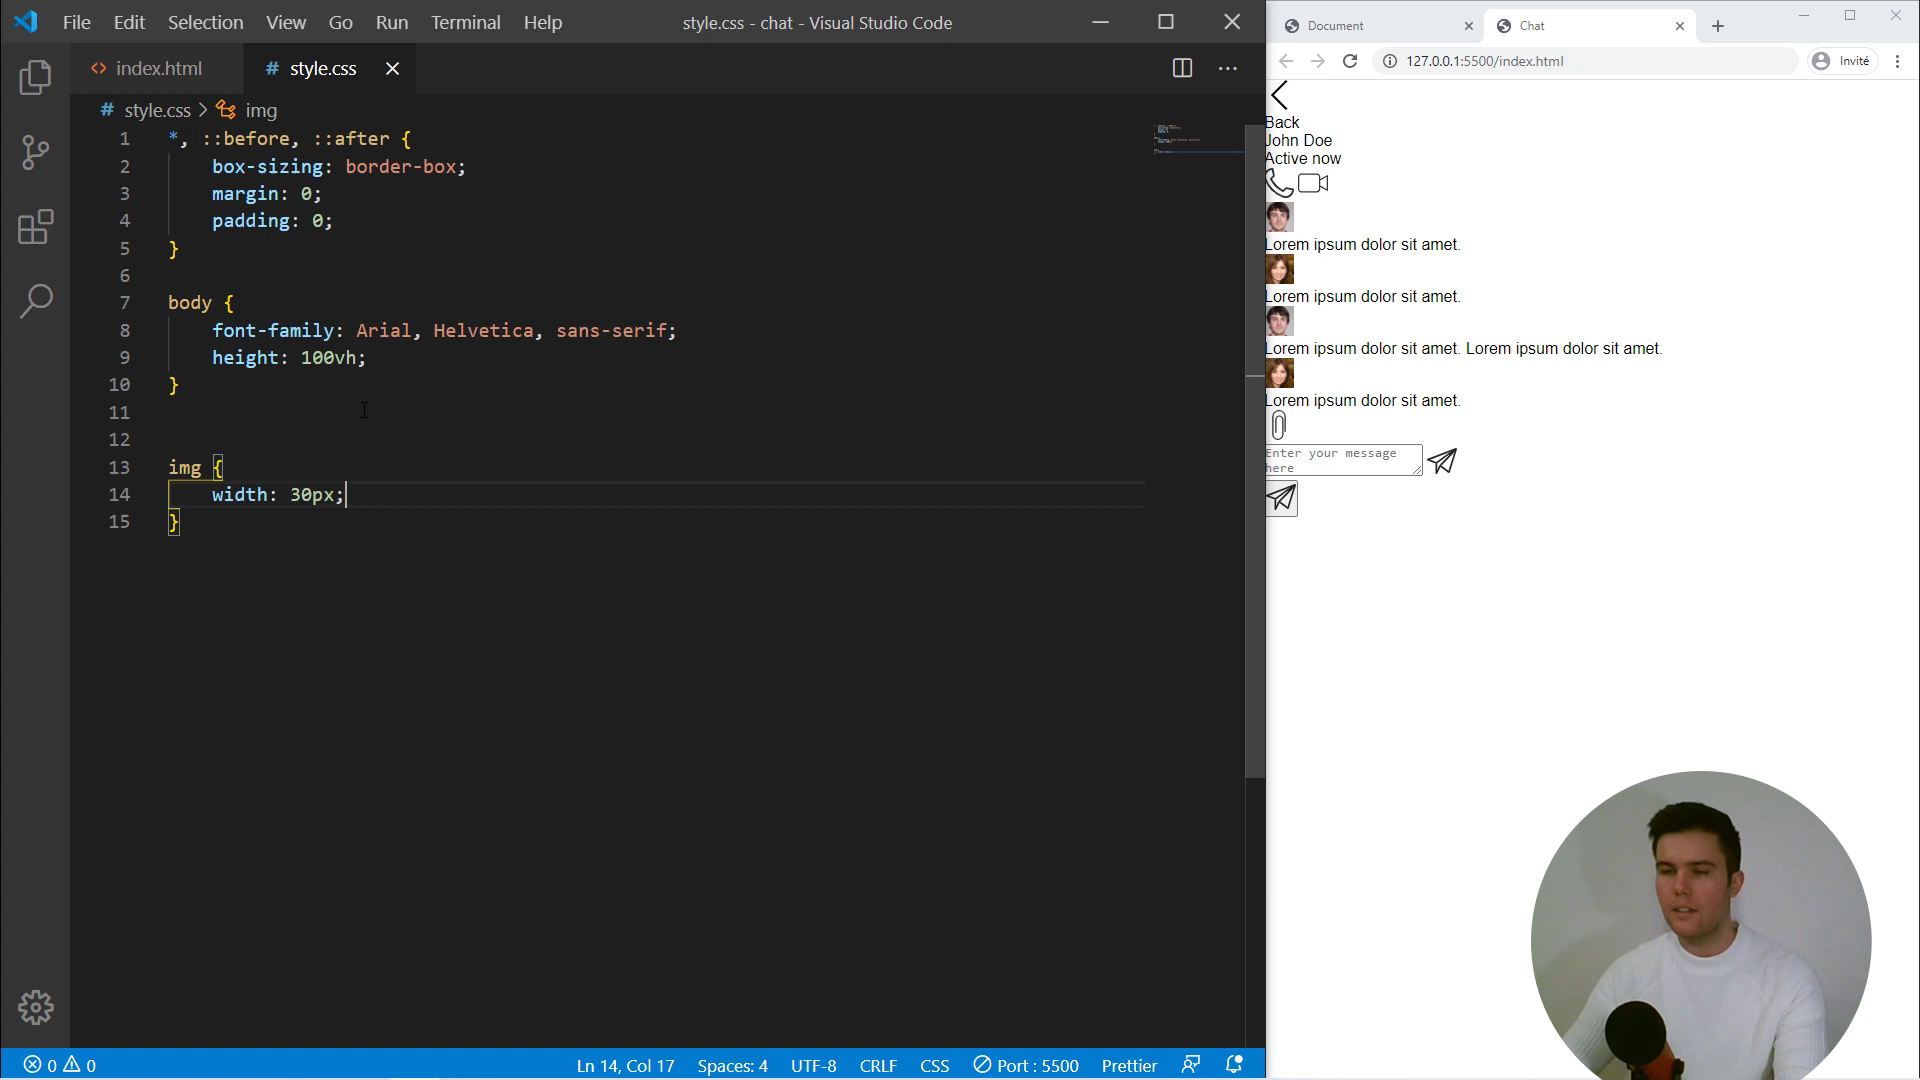 File Edit Selection View Go Run Terminal Help style.css - chat - Visual Studio Code
index.html # style.css
# style.css > img
1 *, ::before, ::after {
2 box-sizing: border-box;
3 margin: 0;
4 padding: 0;
5 }
6
7 body {
8 font-family: Arial, Helvetica, sans-serif;
9 height: 100vh;
10 }
11
12
13 img {
14 width: 30px;
15 }
0 0 Ln 14, Col 17 Spaces: 4 UTF-8 CRLF CSS Port : 5500 Prettier
Document Chat
127.0.0.1:5500/index.html Invité
Back
John Doe
Active now
Lorem ipsum dolor sit amet.
Lorem ipsum dolor sit amet.
Lorem ipsum dolor sit amet. Lorem ipsum dolor sit amet.
Lorem ipsum dolor sit amet.
Enter your message
here